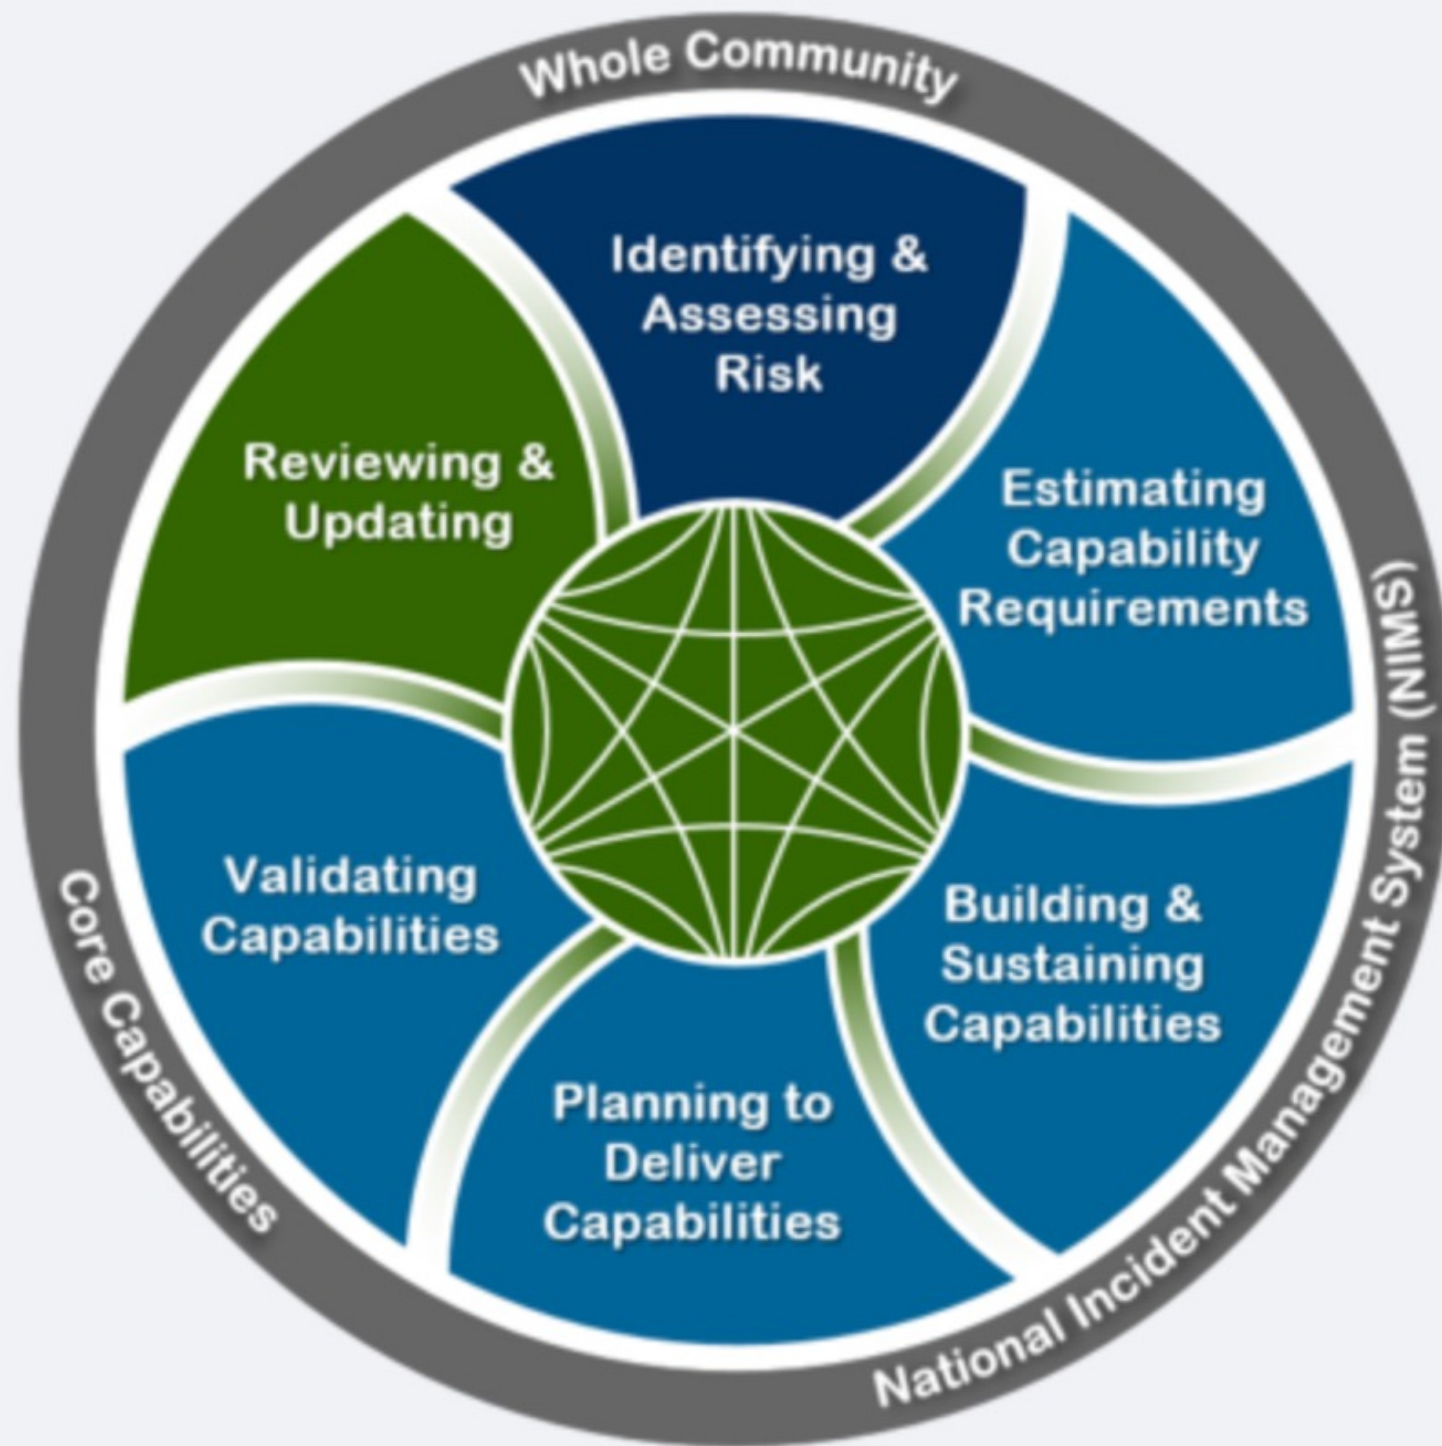 Whole Community
Identifying &
Assessing
Risk
Estimating
Capability
Requirements
Building &
Sustaining
Capabilities
Planning to
Deliver
Capabilities
Validating
Capabilities
Reviewing &
Updating
National Incident Management System (NIMS)
Core Capabilities